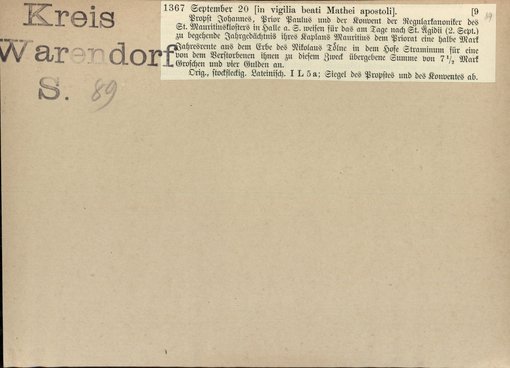 Kreis
Warendorf
S. 89
1367 September 20 [in vigilia beati Mathei apostoli]. [9
Propst Johannes, Prior Paulus und der Konvent der Regularkanoniker des
St. Mauritiusklosters in Halle a. S. weisen für das am Tage nach St. Ägidii (2. Sept.)
zu begehende Jahrgedächtnis ihres Kaplans Mauritius dem Priorat eine halbe Mark
Jahresrente aus dem Erbe des Nikolaus Tölne in dem Hofe Straminum für eine
von dem Verstorbenen ihnen zu diesem Zweck übergebene Summe von 7 1/2 Mark
Groschen und vier Gulden an.
Orig., stockfleckig. Lateinisch. I L 5 a; Siegel des Propstes und des Konventes ab.